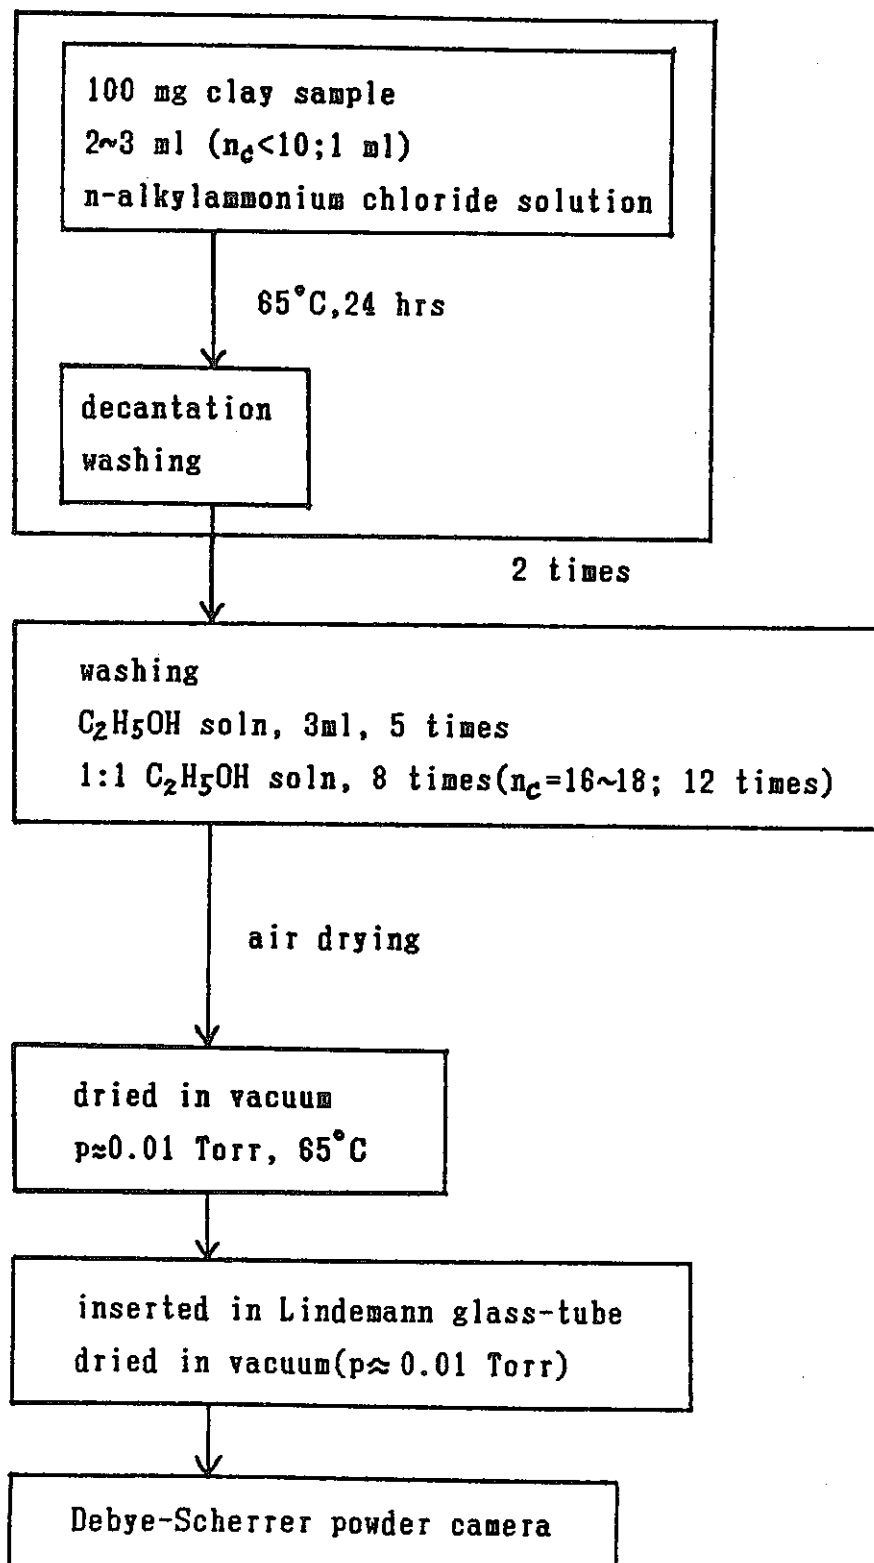 100 mg clay sample
2~3 ml (n_c<10;1 ml)
n-alkylammonium chloride solution
65°C,24 hrs
decantation
washing
2 times
washing
C₂H₅OH soln, 3ml, 5 times
1:1 C₂H₅OH soln, 8 times(n_c=16~18; 12 times)
air drying
dried in vacuum
p≈0.01 Torr, 65°C
inserted in Lindemann glass-tube
dried in vacuum(p≈ 0.01 Torr)
Debye-Scherrer powder camera